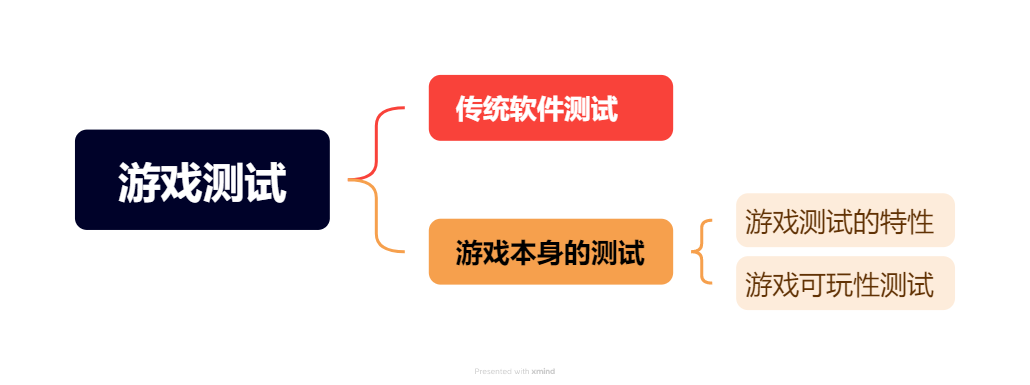 游戏测试
传统软件测试
游戏本身的测试
游戏测试的特性
游戏可玩性测试
Presented with xmind